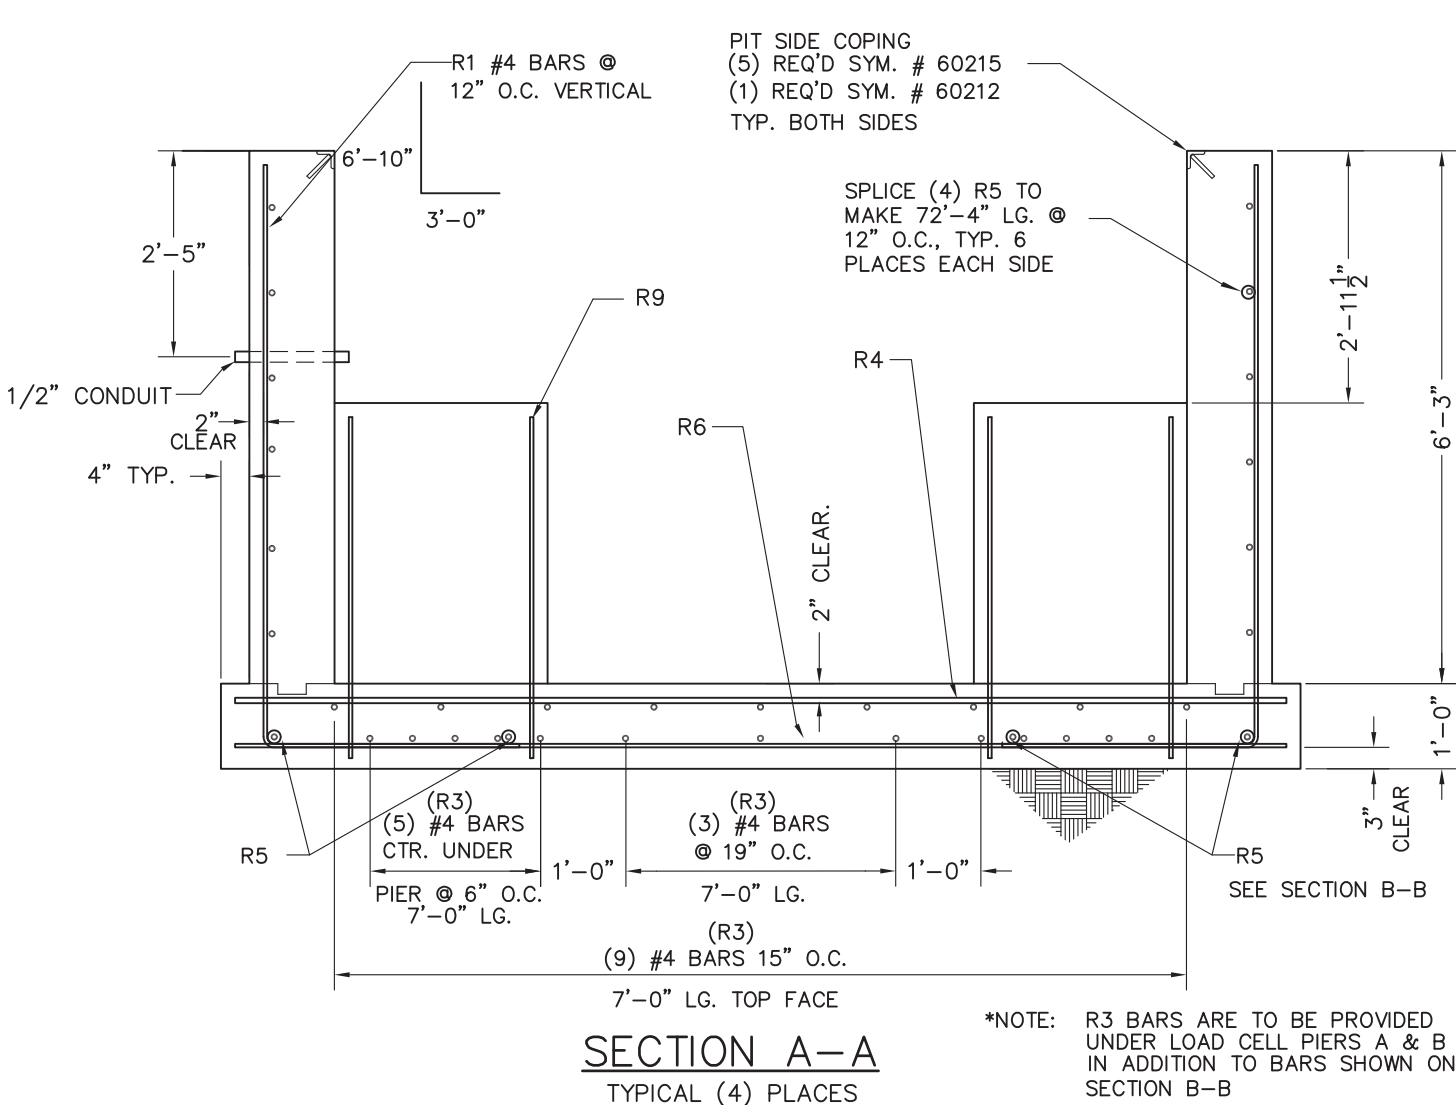 R1 #4 BARS @
12" O.C. VERTICAL
6'-10"
3'-0"
PIT SIDE COPING
(5) REQ'D SYM. # 60215
(1) REQ'D SYM. # 60212
TYP. BOTH SIDES
SPLICE (4) R5 TO
MAKE 72'-4" LG. @
12" O.C., TYP. 6
PLACES EACH SIDE
2'-5"
R9
2'-11 1/2"
R4
1/2" CONDUIT
2"
CLEAR
R6
6'-3"
4" TYP.
2" CLEAR.
1'-0"
3"
CLEAR
R5
(R3)
(5) #4 BARS
CTR. UNDER
PIER @ 6" O.C.
7'-0" LG.
1'-0"
(R3)
(3) #4 BARS
@ 19" O.C.
7'-0" LG.
1'-0"
R5
SEE SECTION B-B
(R3)
(9) #4 BARS 15" O.C.
7'-0" LG. TOP FACE
SECTION A-A
TYPICAL (4) PLACES
*NOTE: R3 BARS ARE TO BE PROVIDED
UNDER LOAD CELL PIERS A & B
IN ADDITION TO BARS SHOWN ON
SECTION B-B